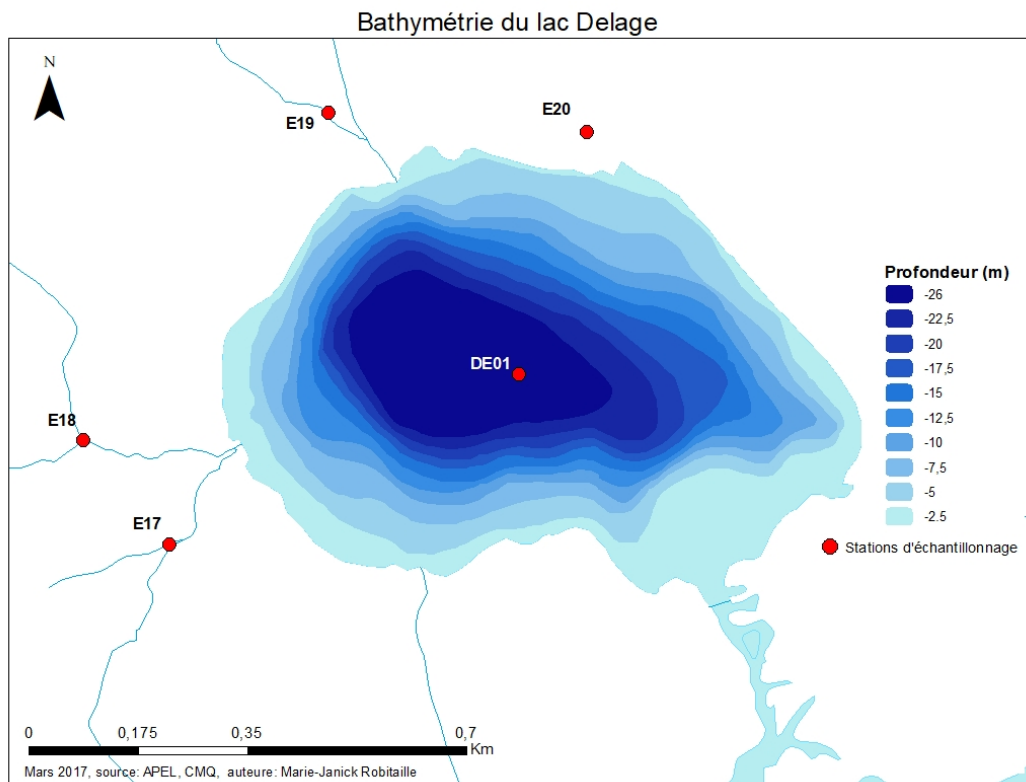 Bathymétrie du lac Delage
N
E19
E20
Profondeur (m)
-26
-22,5
-20
-17,5
-15
-12,5
-10
-7,5
-5
-2.5
DE01
E18
E17
Stations d'échantillonnage
0 0,175 0,35 0,7
Km
Mars 2017, source: APEL, CMQ, auteure: Marie-Janick Robitaille